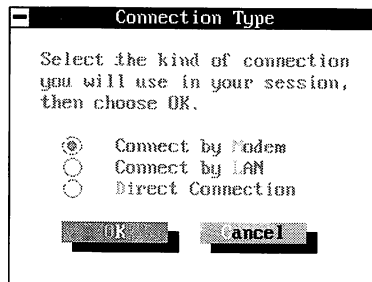 Connection Type
Select the kind of connection
you will use in your session,
then choose OK.
Connect by Modem
Connect by LAN
Direct Connection
OK
Cancel